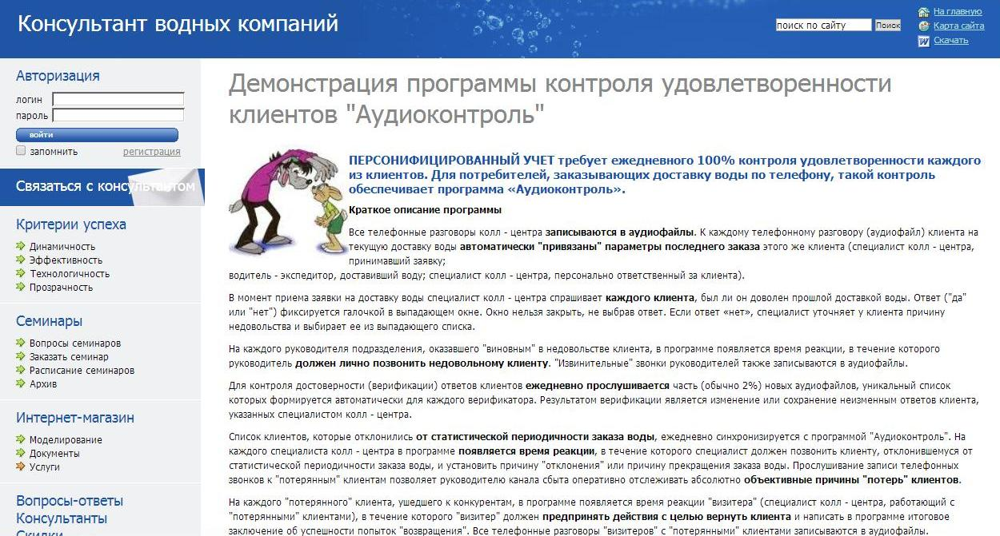 Консультант водных компаний
поиск по сайту
Поиск
На главную
Карта сайта
Скачать
Авторизация
логин
пароль
войти
запомнить
регистрация
Связаться с консультантом
Критерии успеха
Динамичность
Эффективность
Технологичность
Прозрачность
Семинары
Вопросы семинаров
Заказать семинар
Расписание семинаров
Архив
Интернет-магазин
Моделирование
Документы
Услуги
Вопросы-ответы
Консультанты
Скидки
Демонстрация программы контроля удовлетворенности
клиентов "Аудиоконтроль"
ПЕРСОНИФИЦИРОВАННЫЙ УЧЕТ требует ежедневного 100% контроля удовлетворенности каждого
из клиентов. Для потребителей, заказывающих доставку воды по телефону, такой контроль
обеспечивает программа «Аудиоконтроль».
Краткое описание программы
Все телефонные разговоры колл - центра записываются в аудиофайлы. К каждому телефонному разговору (аудиофайл) клиента на
текущую доставку воды автоматически "привязаны" параметры последнего заказа этого же клиента (специалист колл - центра,
принимавший заявку;
водитель - экспедитор, доставивший воду; специалист колл - центра, персонально ответственный за клиента).
В момент приема заявки на доставку воды специалист колл - центра спрашивает каждого клиента, был ли он доволен прошлой доставкой воды. Ответ ("да"
или "нет") фиксируется галочкой в выпадающем окне. Окно нельзя закрыть, не выбрав ответ. Если ответ «нет», специалист уточняет у клиента причину
недовольства и выбирает ее из выпадающего списка.
На каждого руководителя подразделения, оказавшего "виновным" в недовольстве клиента, в программе появляется время реакции, в течение которого
руководитель должен лично позвонить недовольному клиенту. "Извинительные" звонки руководителей также записываются в аудиофайлы.
Для контроля достоверности (верификации) ответов клиентов ежедневно прослушивается часть (обычно 2%) новых аудиофайлов, уникальный список
которых формируется автоматически для каждого верификатора. Результатом верификации является изменение или сохранение неизменным ответов клиента,
указанных специалистом колл - центра.
Список клиентов, которые отклонились от статистической периодичности заказа воды, ежедневно синхронизируется с программой "Аудиоконтроль". На
каждого специалиста колл - центра в программе появляется время реакции, в течение которого специалист должен позвонить клиенту, отклонившемуся от
статистической периодичности заказа воды, и установить причину "отклонения" или причину прекращения заказа воды. Прослушивание записи телефонных
звонков к "потерянным" клиентам позволяет руководителю канала сбыта оперативно отслеживать абсолютно объективные причины "потерь" клиентов.
На каждого "потерянного" клиента, ушедшего к конкурентам, в программе появляется время реакции "визитера" (специалист колл - центра, работающий с
"потерянными" клиентами), в течение которого "визитер" должен предпринять действия с целью вернуть клиента и написать в программе итоговое
заключение об успешности попыток "возвращения". Все телефонные разговоры "визитеров" с "потерянными" клиентами записываются в аудиофайлы.